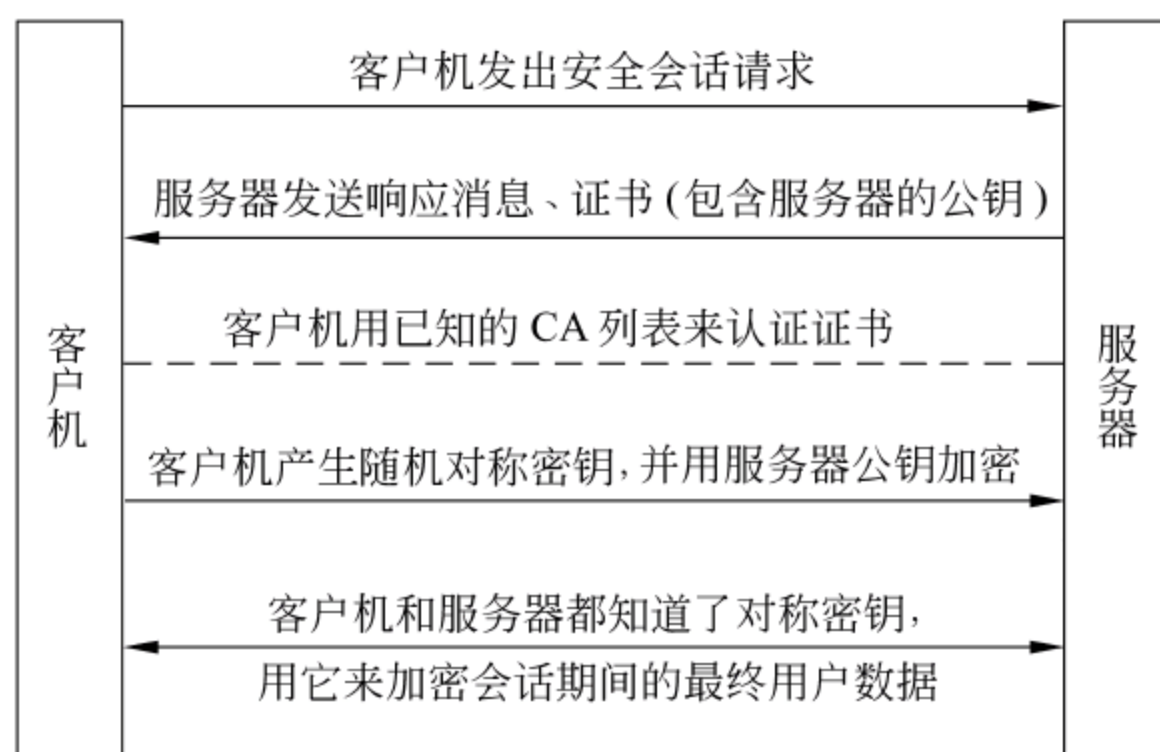 客户机发出安全会话请求
服务器发送响应消息、证书(包含服务器的公钥)
客户机用已知的 CA 列表来认证证书
客户机
服务器
客户机产生随机对称密钥,并用服务器公钥加密
客户机和服务器都知道了对称密钥,
用它来加密会话期间的最终用户数据